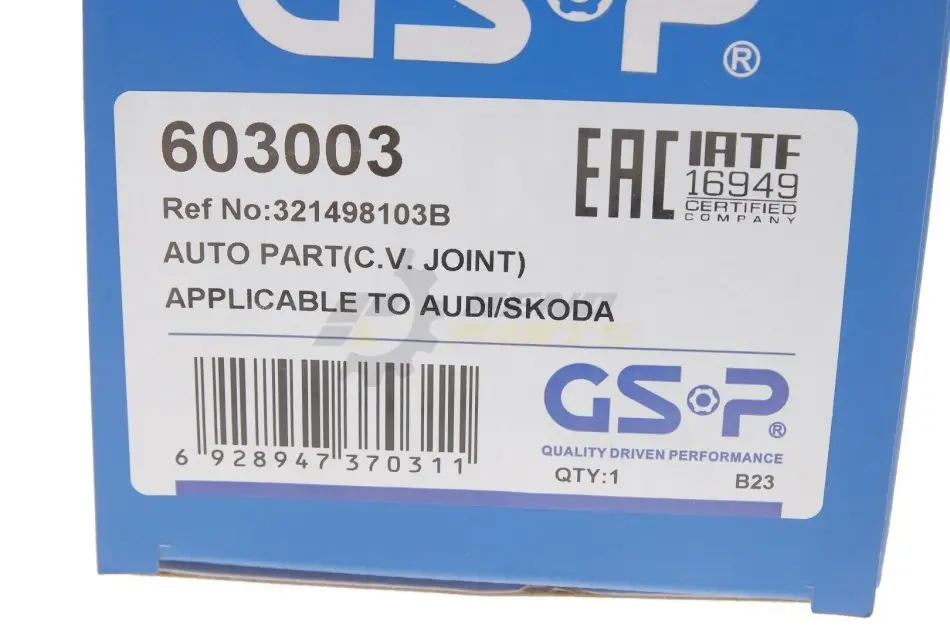 GSP®
603003
Ref No:321498103B
AUTO PART(C.V. JOINT)
APPLICABLE TO AUDI/SKODA
EAC
IATF
16949
CERTIFIED
COMPANY
6 928947 370311
GSP®
QUALITY DRIVEN PERFORMANCE
QTY:1 B23